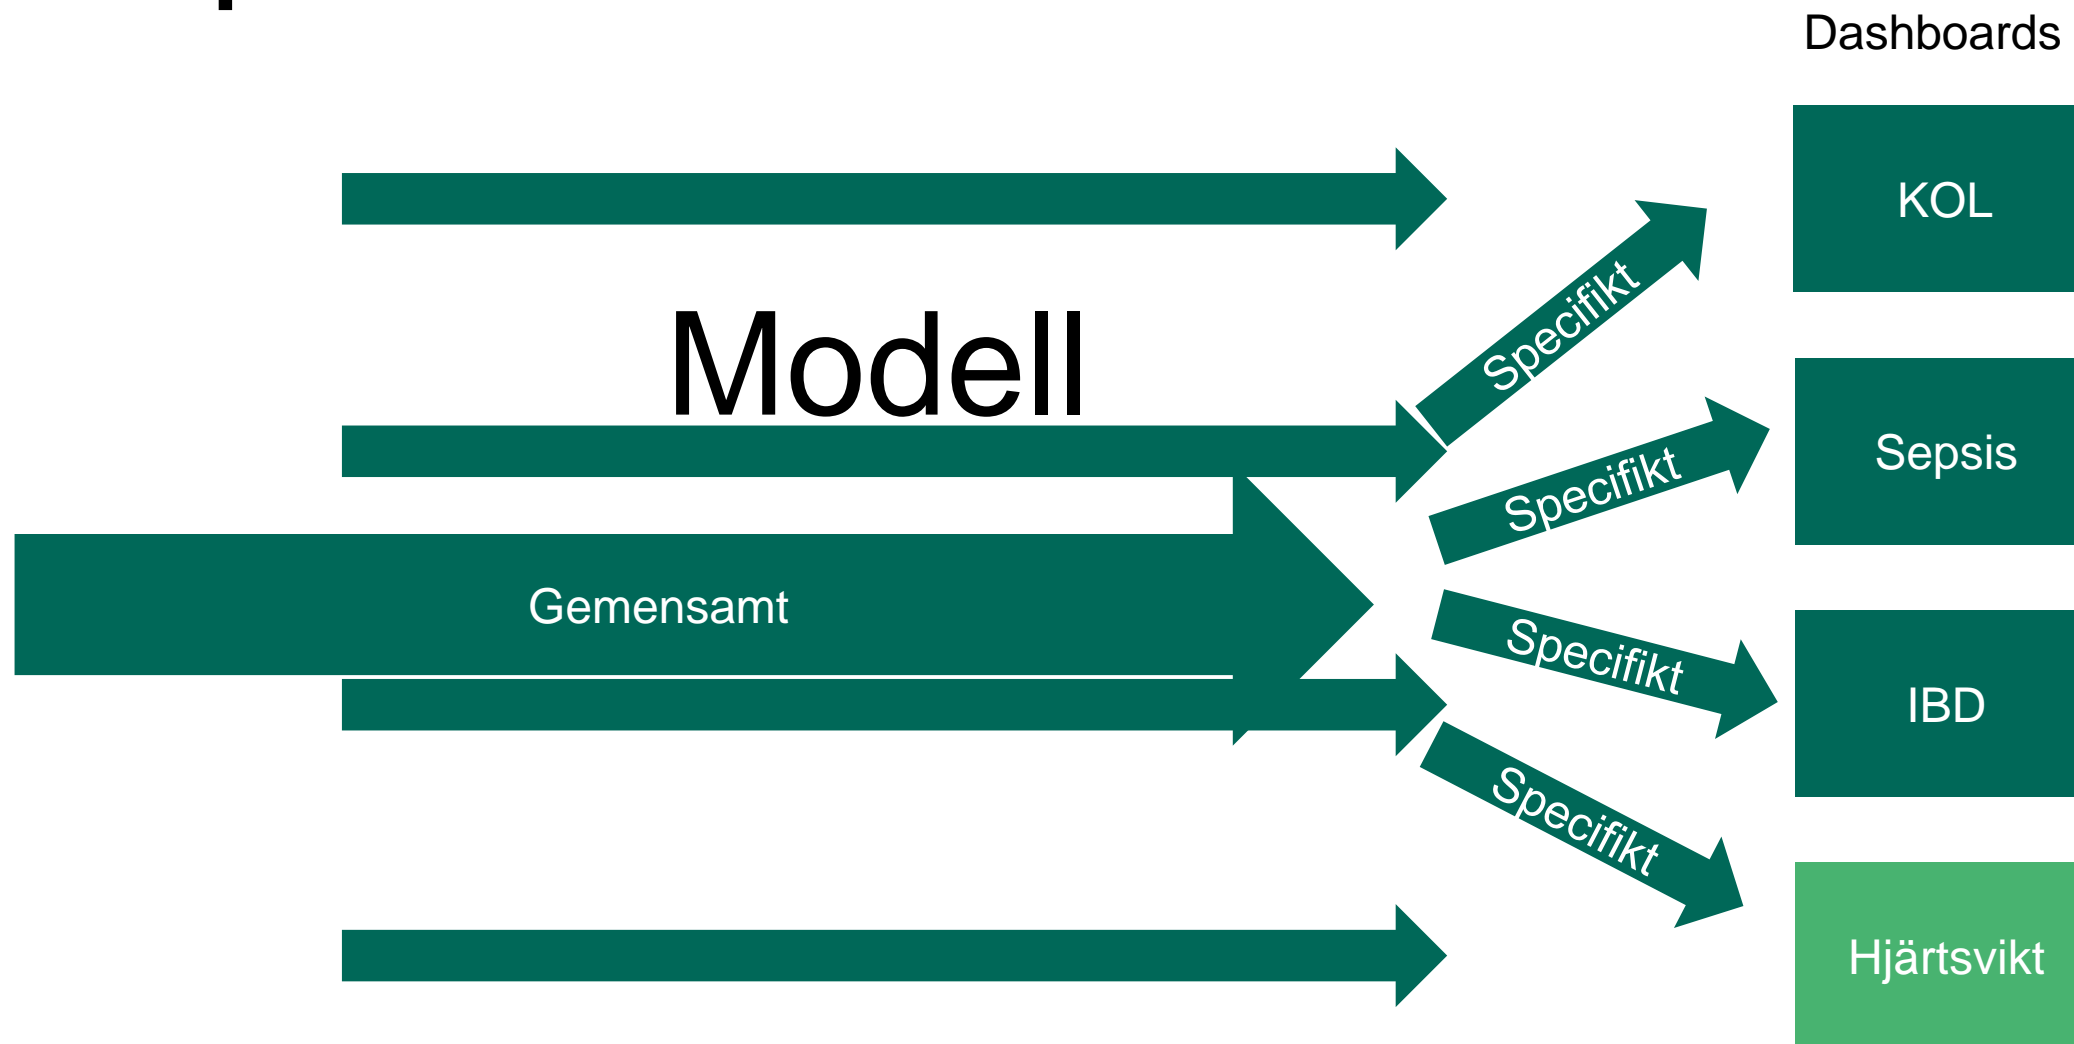 Dashboards
KOL
Specifikt
Modell
Sepsis
Specifikt
Gemensamt
Specifikt
IBD
Specifikt
Hjärtsvikt